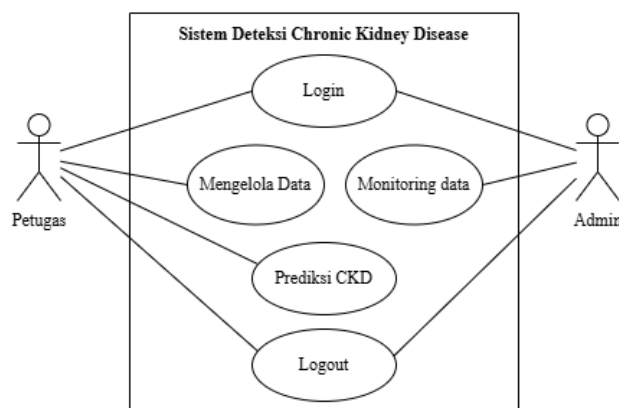 Sistem Deteksi Chronic Kidney Disease
Login
Mengelola Data
Monitoring data
Petugas
Admin
Prediksi CKD
Logout